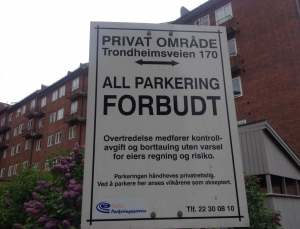 PRIVAT OMRÅDE
Trondheimsveien 170
ALL PARKERING
FORBUDT
Overtredelse medfører kontroll-
avgift og borttauing uten varsel
for eiers regning og risiko.
Parkeringen håndheves privatrettslig.
Ved å parkere her anses vilkårene som akseptert.
Parkeringsservice
Tlf. 22 30 08 10